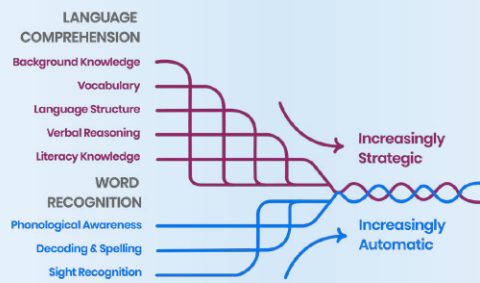 LANGUAGE
COMPREHENSION
Background Knowledge
Vocabulary
Language Structure
Verbal Reasoning
Literacy Knowledge
WORD
RECOGNITION
Phonological Awareness
Decoding & Spelling
Sight Recognition
Increasingly
Strategic
Increasingly
Automatic